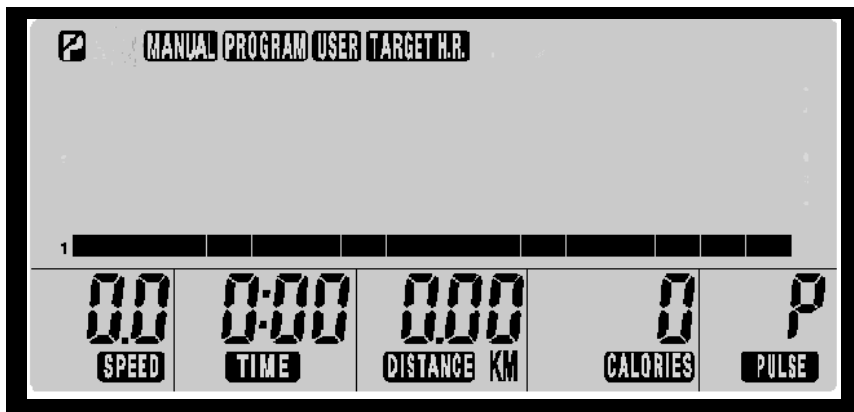 P MANUAL PROGRAM USER TARGET H.R.
1
0.0 0:00 0.00 0 P
SPEED TIME DISTANCE KM CALORIES PULSE